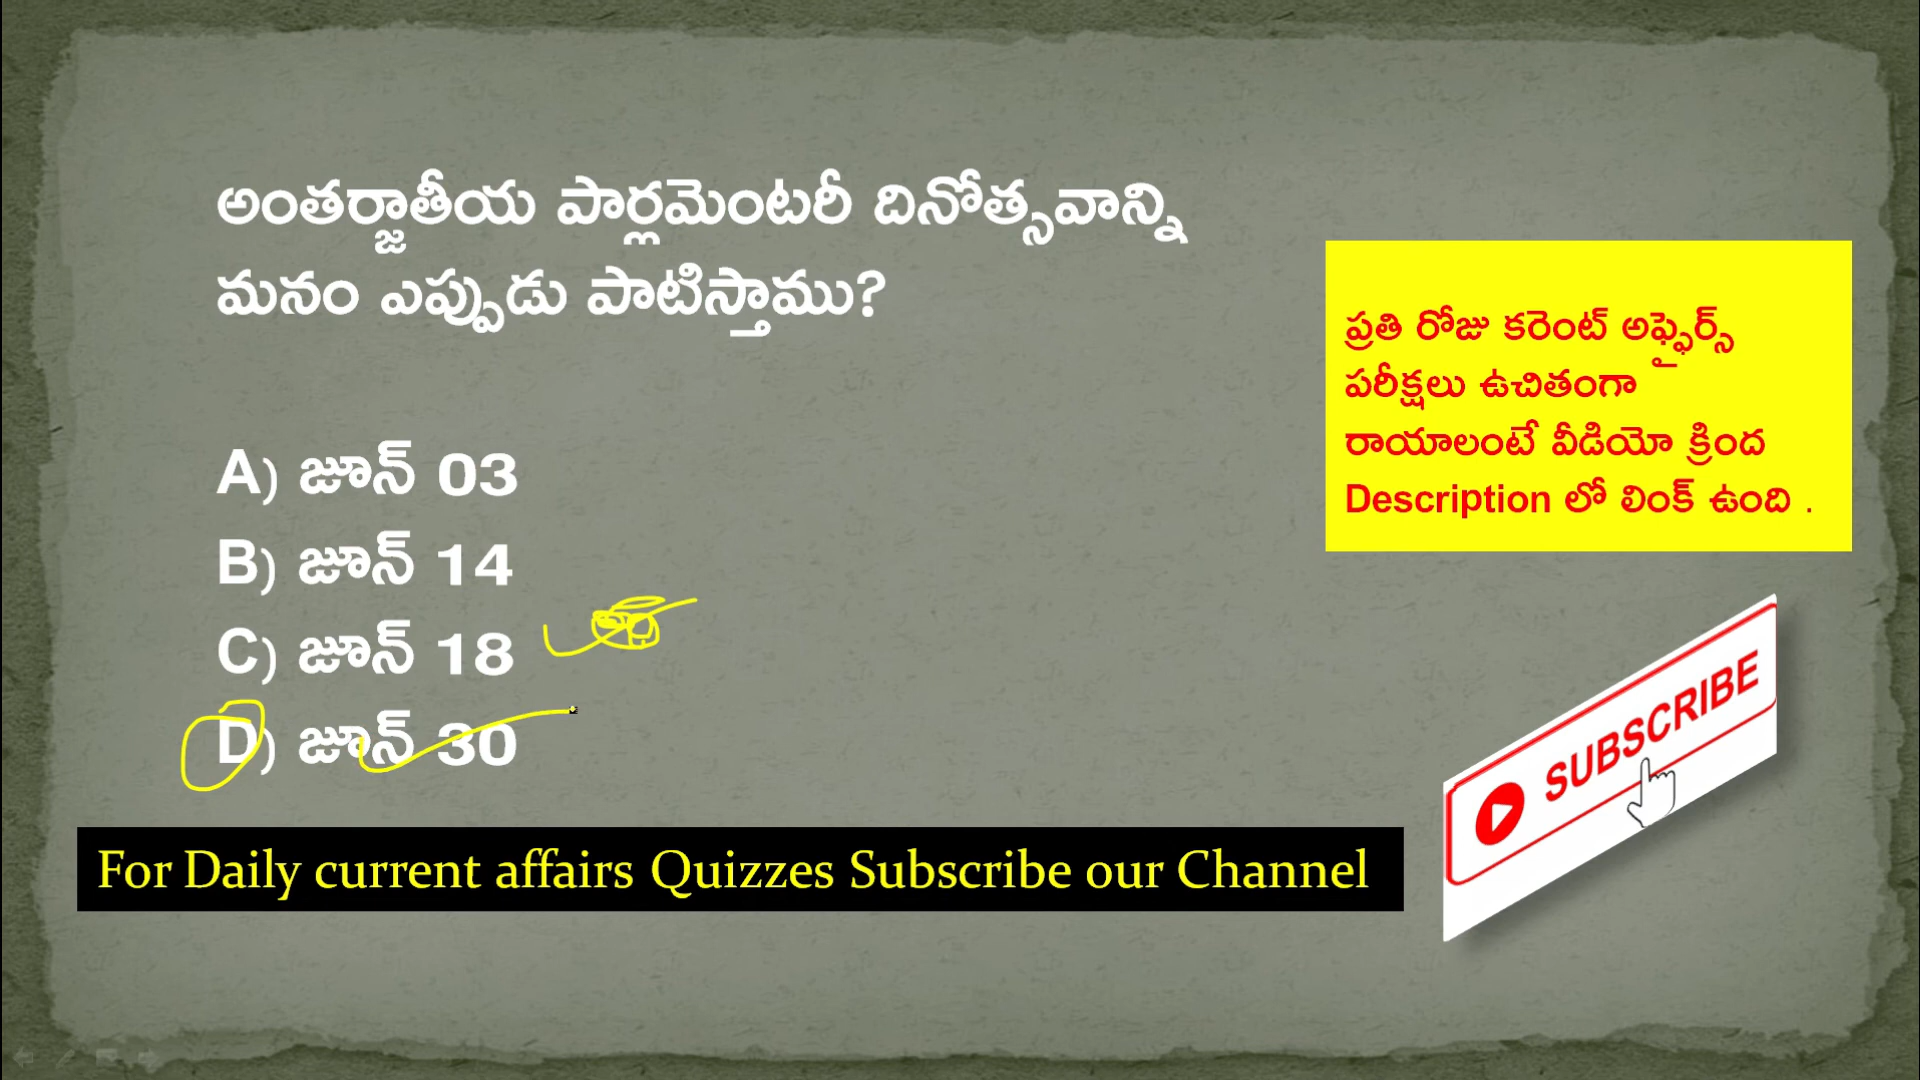 అంతర్జాతీయ పార్లమెంటరీ దినోత్సవాన్ని
మనం ఎప్పుడు పాటిస్తాము?
A) జూన్ 03
B) జూన్ 14
C) జూన్ 18
D) జూన్ 30
ప్రతి రోజు కరెంట్ అఫ్ఫైర్స్
పరీక్షలు ఉచితంగా
రాయాలంటే వీడియో క్రింద
Description లో లింక్ ఉంది .
SUBSCRIBE
For Daily current affairs Quizzes Subscribe our Channel